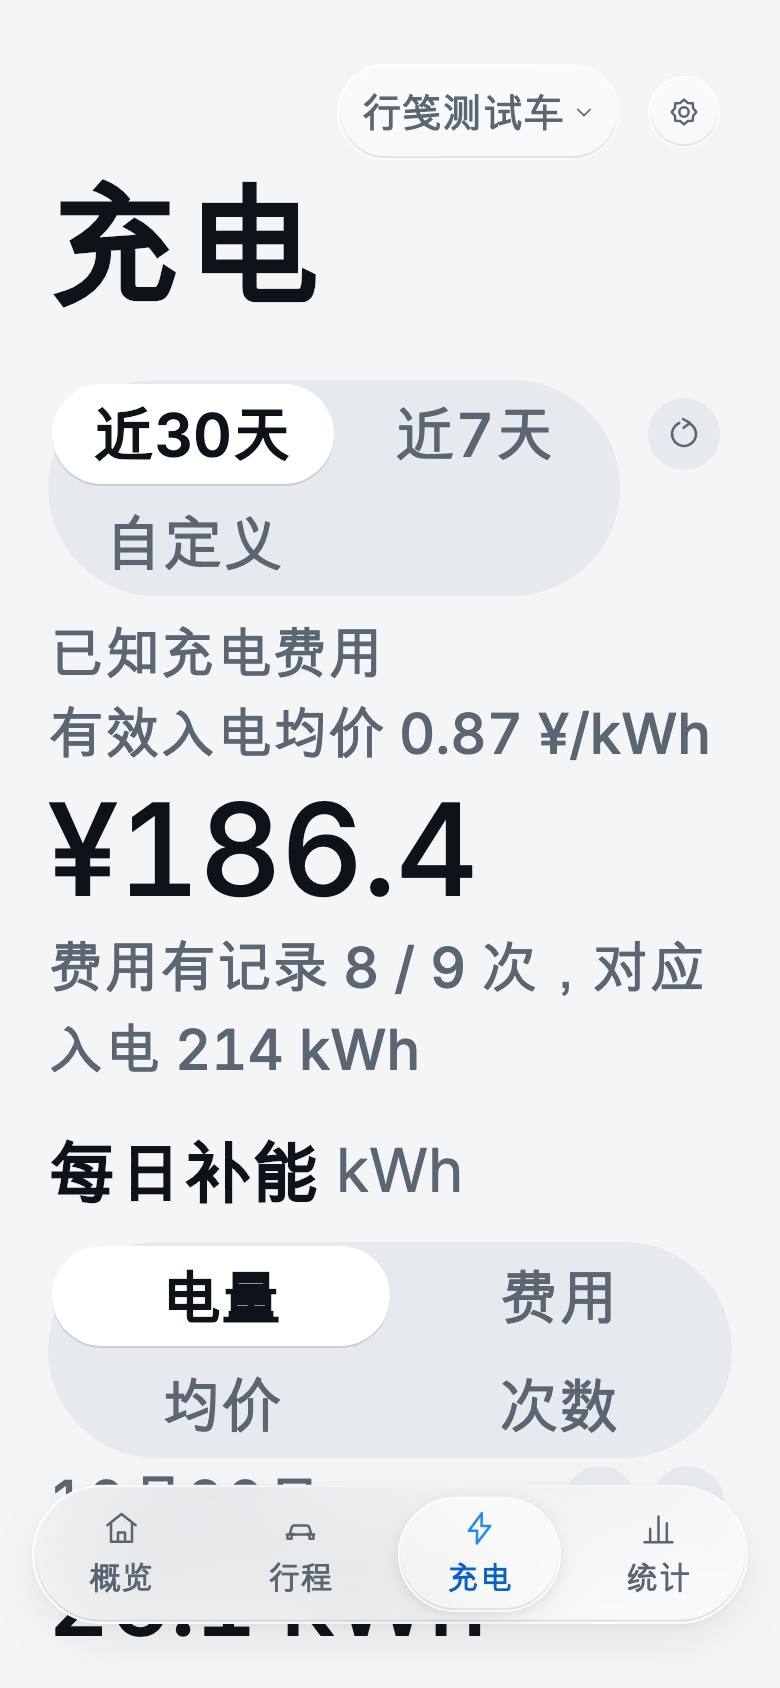 行笺测试车
充电
近30天 近7天
自定义
已知充电费用
有效入电均价 0.87 ¥/kWh
¥186.4
费用有记录 8 / 9 次，对应
入电 214 kWh
每日补能 kWh
电量 费用
均价 次数
概览 行程 充电 统计